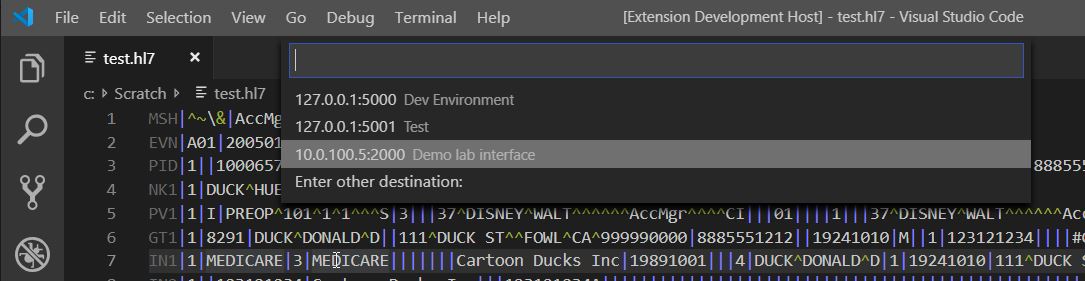 File Edit Selection View Go Debug Terminal Help [Extension Development Host] - test.hl7 - Visual Studio Code
test.hl7 ×
c: › Scratch › test.hl7
127.0.0.1:5000 Dev Environment
127.0.0.1:5001 Test
10.0.100.5:2000 Demo lab interface
Enter other destination:
1 MSH|^~\&|AccMg
2 EVN|A01|200501
3 PID|1||1000657 888555
4 NK1|1|DUCK^HUE
5 PV1|1|I|PREOP^101^1^1^^^S|3|||37^DISNEY^WALT^^^^^^AccMgr^^^^CI|||01||||1|||37^DISNEY^WALT^^^^^^Acc
6 GT1|1|8291|DUCK^DONALD^D||111^DUCK ST^^FOWL^CA^999990000|8885551212||19241010|M||1|123121234||||#
7 IN1|1|MEDICARE|3|MEDICARE|||||||Cartoon Ducks Inc|19891001|||4|DUCK^DONALD^D|1|19241010|111^DUCK S